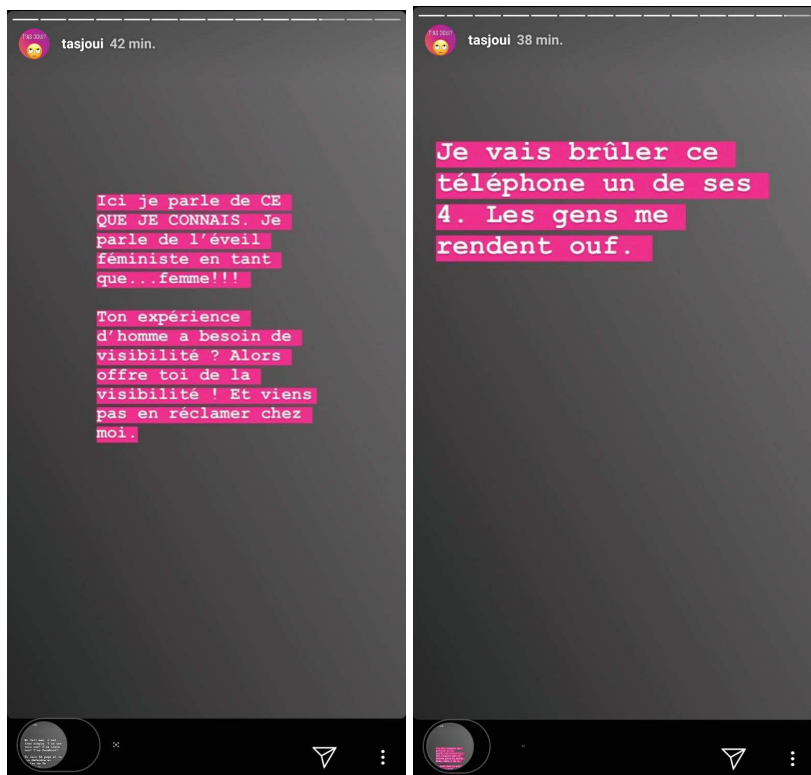 tasjoui 42 min.
Ici je parle de CE
QUE JE CONNAIS. Je
parle de l'éveil
féministe en tant
que...femme!!!
Ton expérience
d'homme a besoin de
visibilité ? Alors
offre toi de la
visibilité ! Et viens
pas en réclamer chez
moi.
T'AS JOUI?
tasjoui 38 min.
Je vais brûler ce
téléphone un de ses
4. Les gens me
rendent ouf.